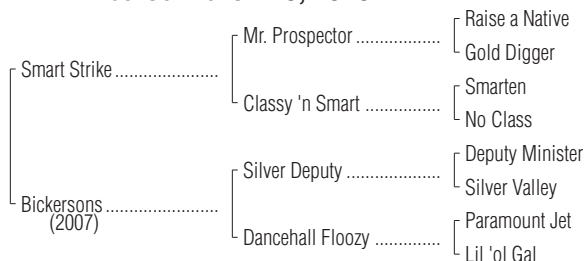 Raise a Native
Mr. Prospector ..................
Gold Digger
Smart Strike ......................
Smarten
Classy 'n Smart ................
No Class
Deputy Minister
Silver Deputy ....................
Silver Valley
Bickersons ........................
(2007)
Paramount Jet
Dancehall Floozy ..............
Lil 'ol Gal